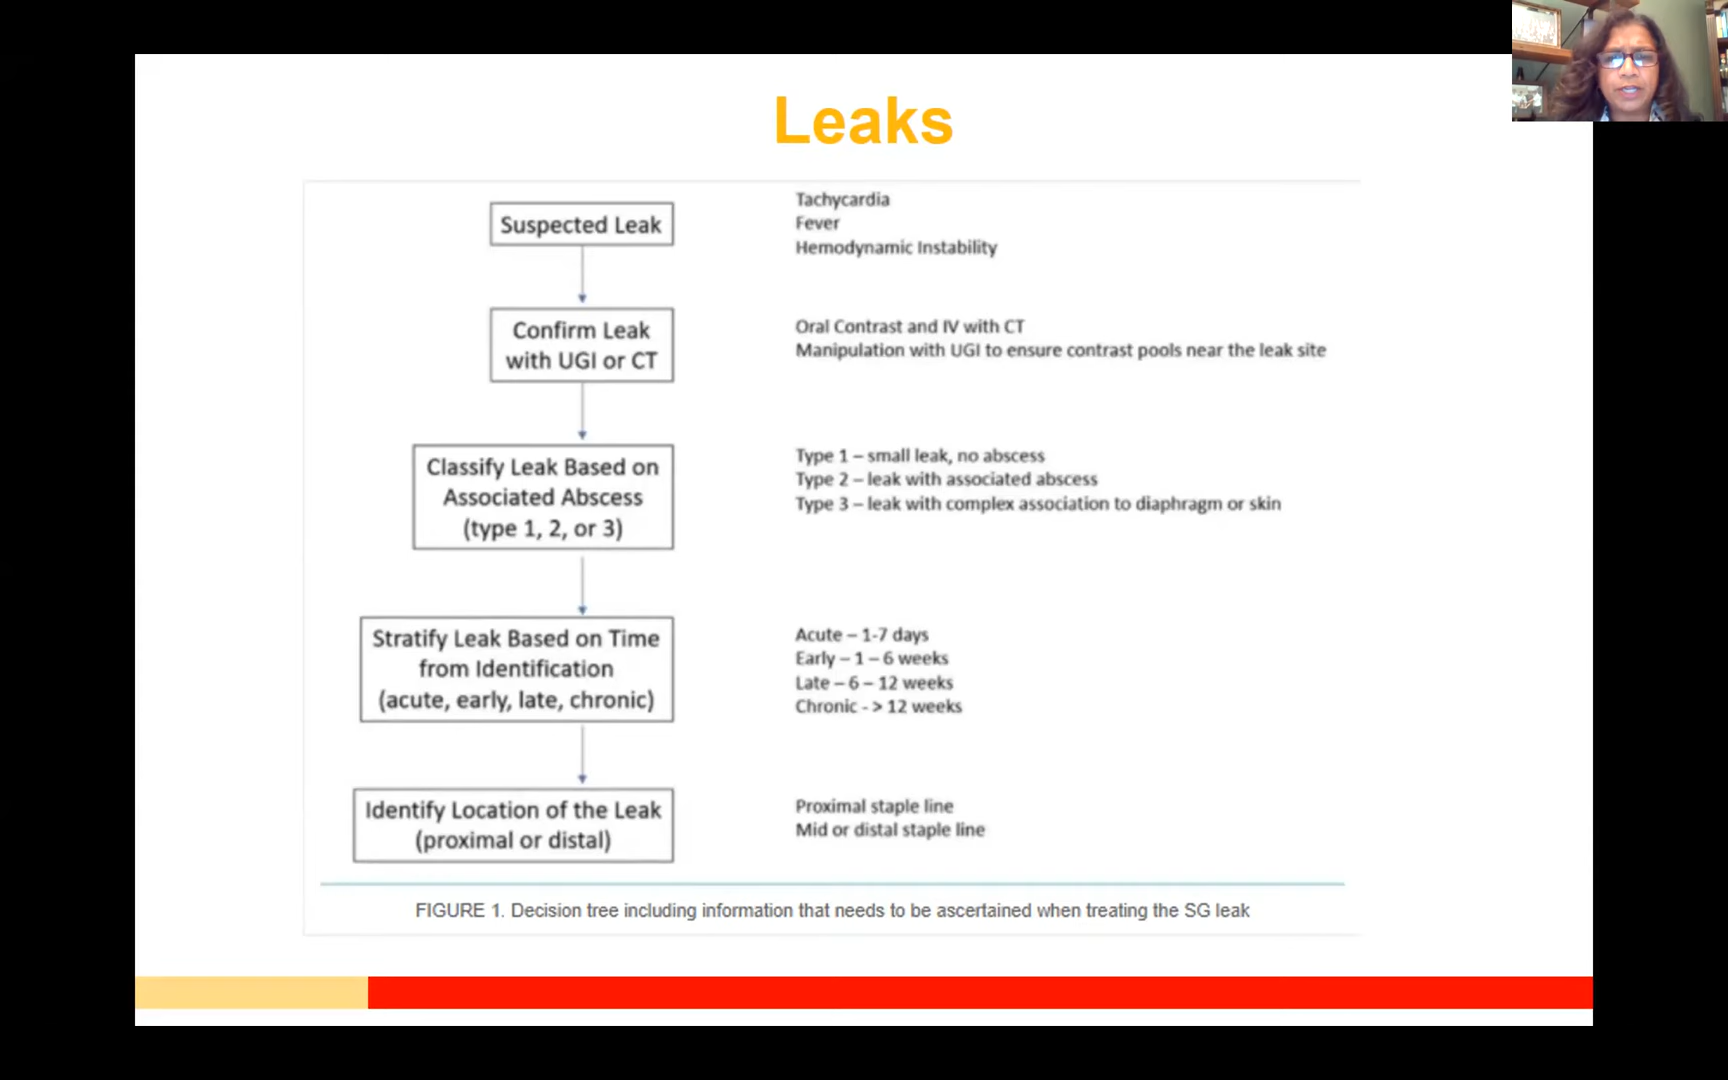 Leaks
Suspected Leak
Tachycardia
Fever
Hemodynamic Instability
Confirm Leak
with UGI or CT
Oral Contrast and IV with CT
Manipulation with UGI to ensure contrast pools near the leak site
Classify Leak Based on
Associated Abscess
(type 1, 2, or 3)
Type 1 – small leak, no abscess
Type 2 – leak with associated abscess
Type 3 – leak with complex association to diaphragm or skin
Stratify Leak Based on Time
from Identification
(acute, early, late, chronic)
Acute – 1-7 days
Early – 1 – 6 weeks
Late – 6 – 12 weeks
Chronic - > 12 weeks
Identify Location of the Leak
(proximal or distal)
Proximal staple line
Mid or distal staple line
FIGURE 1. Decision tree including information that needs to be ascertained when treating the SG leak